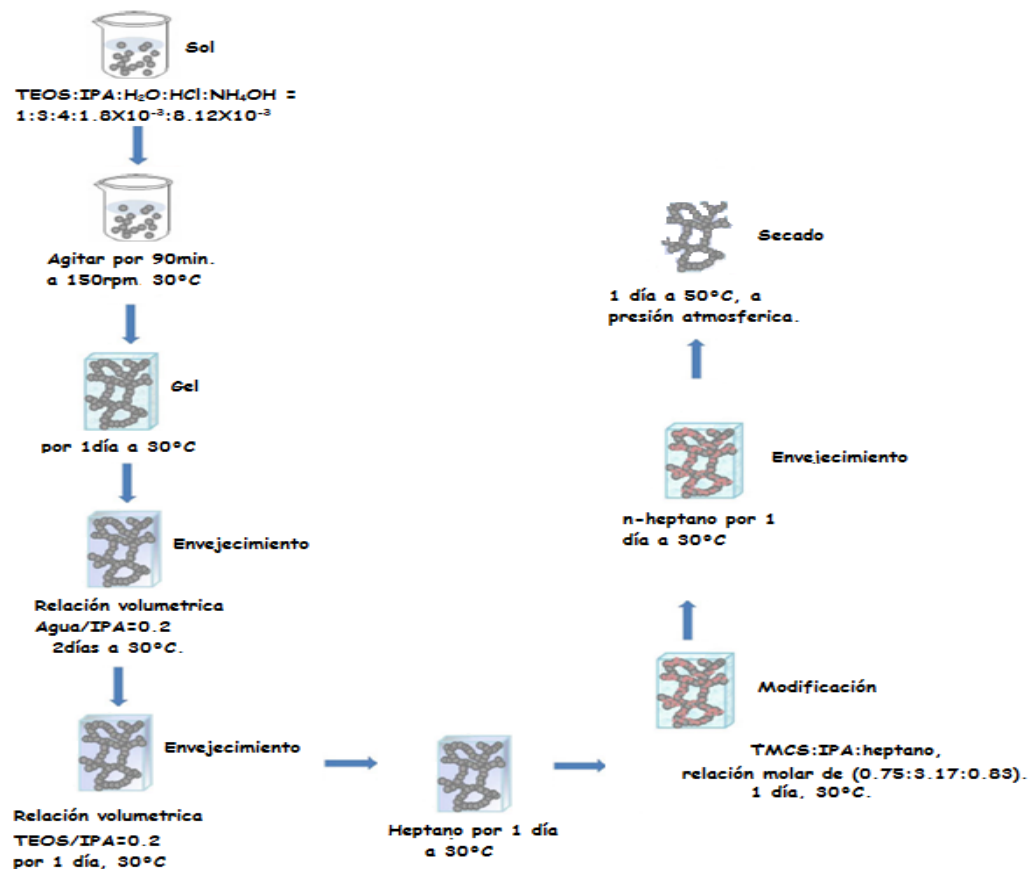 Sol
TEOS:IPA:H₂O:HCl:NH₄OH =
1:3:4:1.8X10⁻³:8.12X10⁻³
Agitar por 90min.
a 150rpm. 30°C
Gel
por 1día a 30°C
Envejecimiento
Relación volumetrica
Agua/IPA=0.2
2días a 30°C.
Envejecimiento
Relación volumetrica
TEOS/IPA=0.2
por 1 día, 30°C
Heptano por 1 día
a 30°C
Modificación
TMCS:IPA:heptano,
relación molar de (0.75:3.17:0.83).
1 día, 30°C.
Envejecimiento
n-heptano por 1
día a 30°C
Secado
1 día a 50°C, a
presión atmosferica.